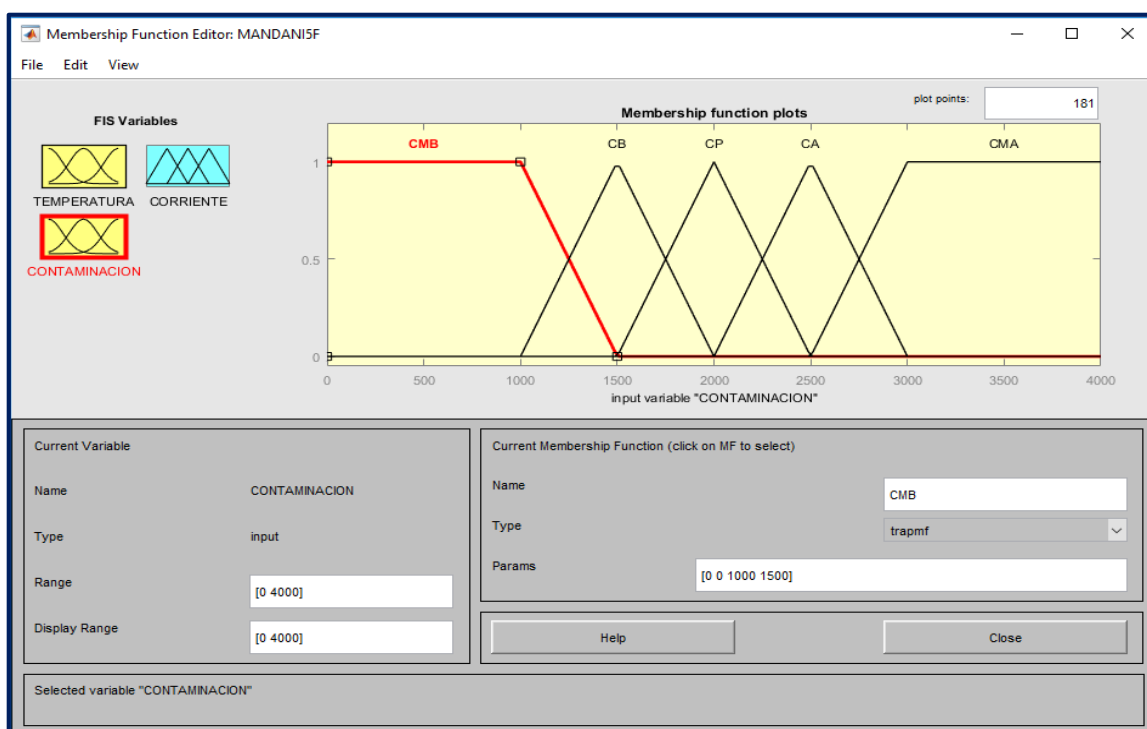 Membership Function Editor: MANDANI5F
File Edit View
FIS Variables
TEMPERATURA CORRIENTE
CONTAMINACION
plot points: 181
Membership function plots
CMB CB CP CA CMA
1
0.5
0
0 500 1000 1500 2000 2500 3000 3500 4000
input variable "CONTAMINACION"
Current Variable
Name CONTAMINACION
Type input
Range [0 4000]
Display Range [0 4000]
Current Membership Function (click on MF to select)
Name CMB
Type trapmf
Params [0 0 1000 1500]
Help Close
Selected variable "CONTAMINACION"